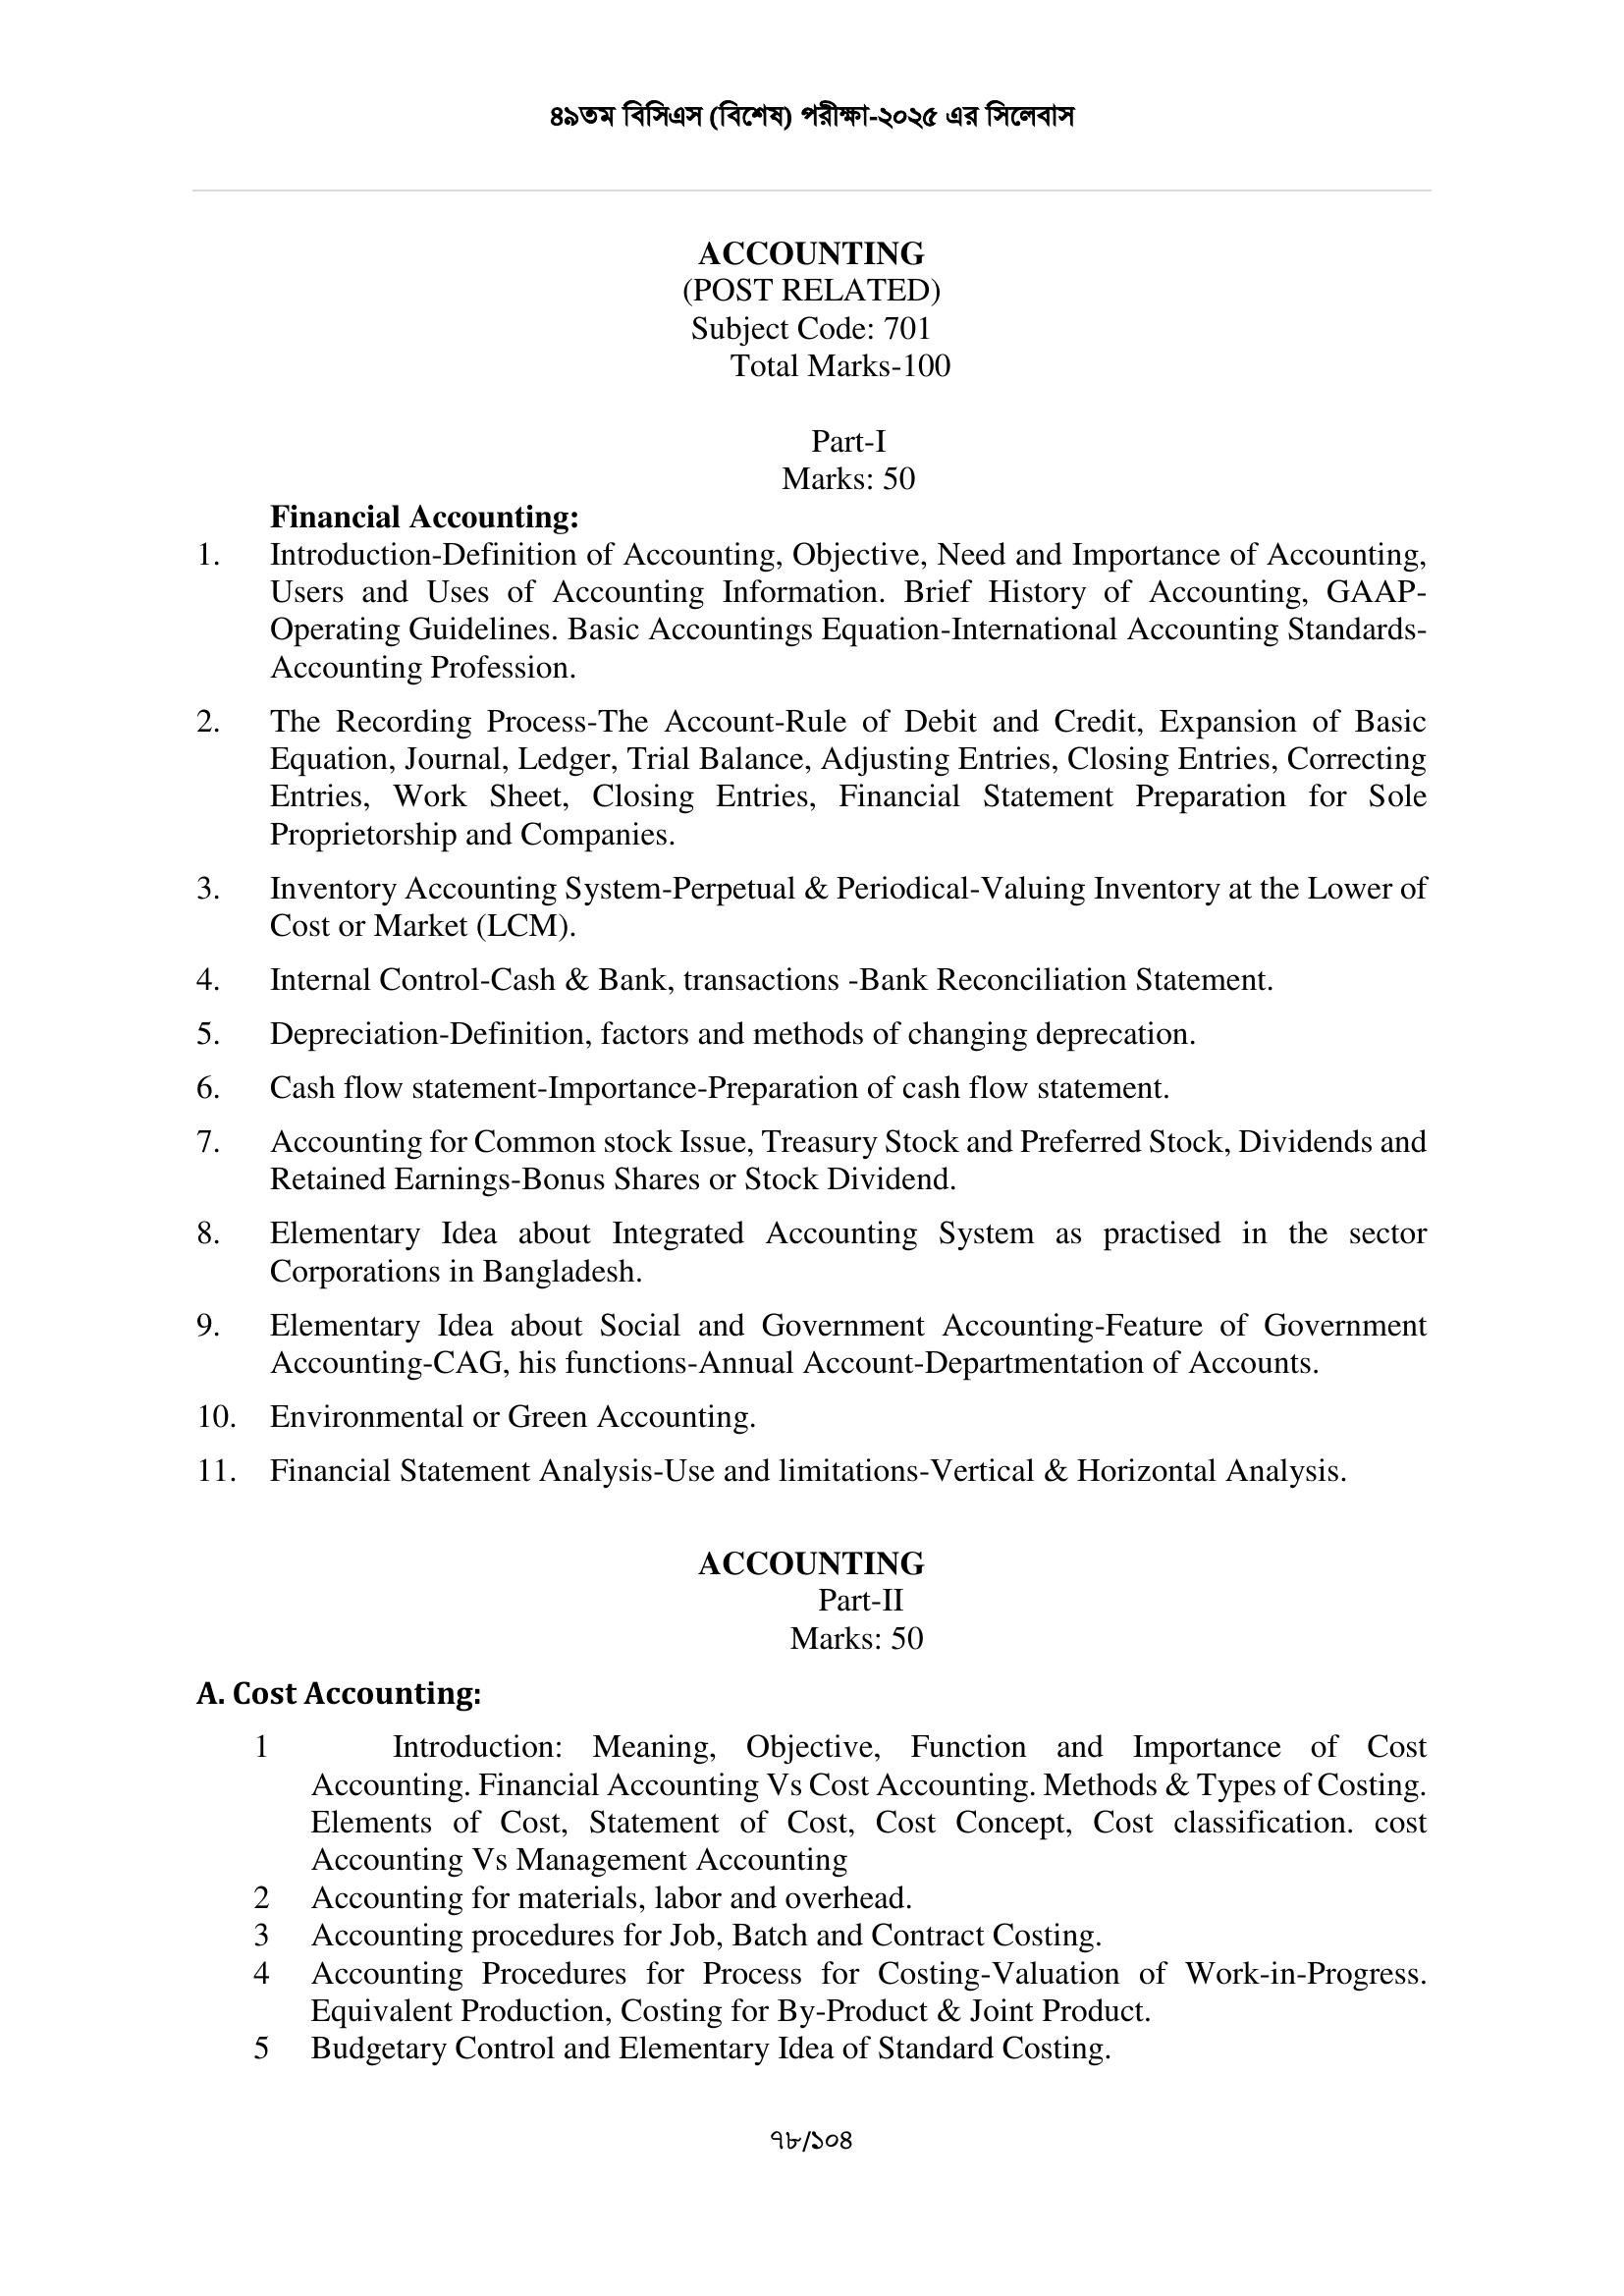 ৪৯তম বিসিএস (বিশেষ) পরীক্ষা-২০২৫ এর সিলেবাস
ACCOUNTING
(POST RELATED)
Subject Code: 701
Total Marks-100
Part-I
Marks: 50
Financial Accounting:
1. Introduction-Definition of Accounting, Objective, Need and Importance of Accounting,
Users and Uses of Accounting Information. Brief History of Accounting, GAAP-
Operating Guidelines. Basic Accountings Equation-International Accounting Standards-
Accounting Profession.
2. The Recording Process-The Account-Rule of Debit and Credit, Expansion of Basic
Equation, Journal, Ledger, Trial Balance, Adjusting Entries, Closing Entries, Correcting
Entries, Work Sheet, Closing Entries, Financial Statement Preparation for Sole
Proprietorship and Companies.
3. Inventory Accounting System-Perpetual & Periodical-Valuing Inventory at the Lower of
Cost or Market (LCM).
4. Internal Control-Cash & Bank, transactions -Bank Reconciliation Statement.
5. Depreciation-Definition, factors and methods of changing deprecation.
6. Cash flow statement-Importance-Preparation of cash flow statement.
7. Accounting for Common stock Issue, Treasury Stock and Preferred Stock, Dividends and
Retained Earnings-Bonus Shares or Stock Dividend.
8. Elementary Idea about Integrated Accounting System as practised in the sector
Corporations in Bangladesh.
9. Elementary Idea about Social and Government Accounting-Feature of Government
Accounting-CAG, his functions-Annual Account-Departmentation of Accounts.
10. Environmental or Green Accounting.
11. Financial Statement Analysis-Use and limitations-Vertical & Horizontal Analysis.
ACCOUNTING
Part-II
Marks: 50
A. Cost Accounting:
1 Introduction: Meaning, Objective, Function and Importance of Cost
Accounting. Financial Accounting Vs Cost Accounting. Methods & Types of Costing.
Elements of Cost, Statement of Cost, Cost Concept, Cost classification. cost
Accounting Vs Management Accounting
2 Accounting for materials, labor and overhead.
3 Accounting procedures for Job, Batch and Contract Costing.
4 Accounting Procedures for Process for Costing-Valuation of Work-in-Progress.
Equivalent Production, Costing for By-Product & Joint Product.
5 Budgetary Control and Elementary Idea of Standard Costing.
৭৮/১০৪